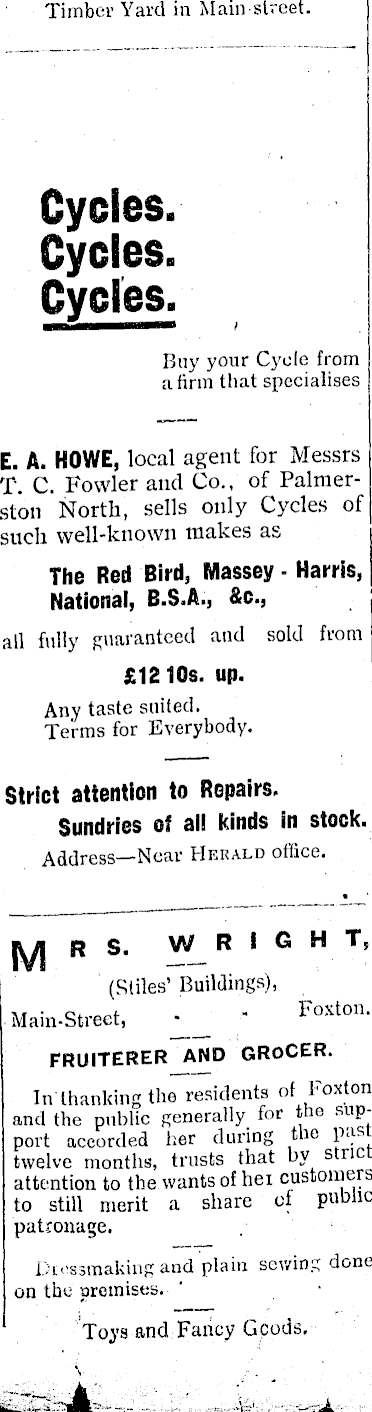 Timber Yard in Main-street.
Cycles.
Cycles.
Cycles.
Buy your Cycle from
a firm that specialises
E. A. HOWE, local agent for Messrs
T. C. Fowler and Co., of Palmer-
ston North, sells only Cycles of
such well-known makes as
The Red Bird, Massey - Harris,
National, B.S.A., &c.,
all fully guaranteed and sold from
£12 10s. up.
Any taste suited.
Terms for Everybody.
Strict attention to Repairs.
Sundries of all kinds in stock.
Address—Near HERALD office.
MRS. WRIGHT,
(Stiles' Buildings),
Main-Street, - - Foxton.
FRUITERER AND GROCER.
In thanking the residents of Foxton
and the public generally for the sup-
port accorded her during the past
twelve months, trusts that by strict
attention to the wants of her customers
to still merit a share of public
patronage.
Dressmaking and plain sewing done
on the premises.
Toys and Fancy Goods.